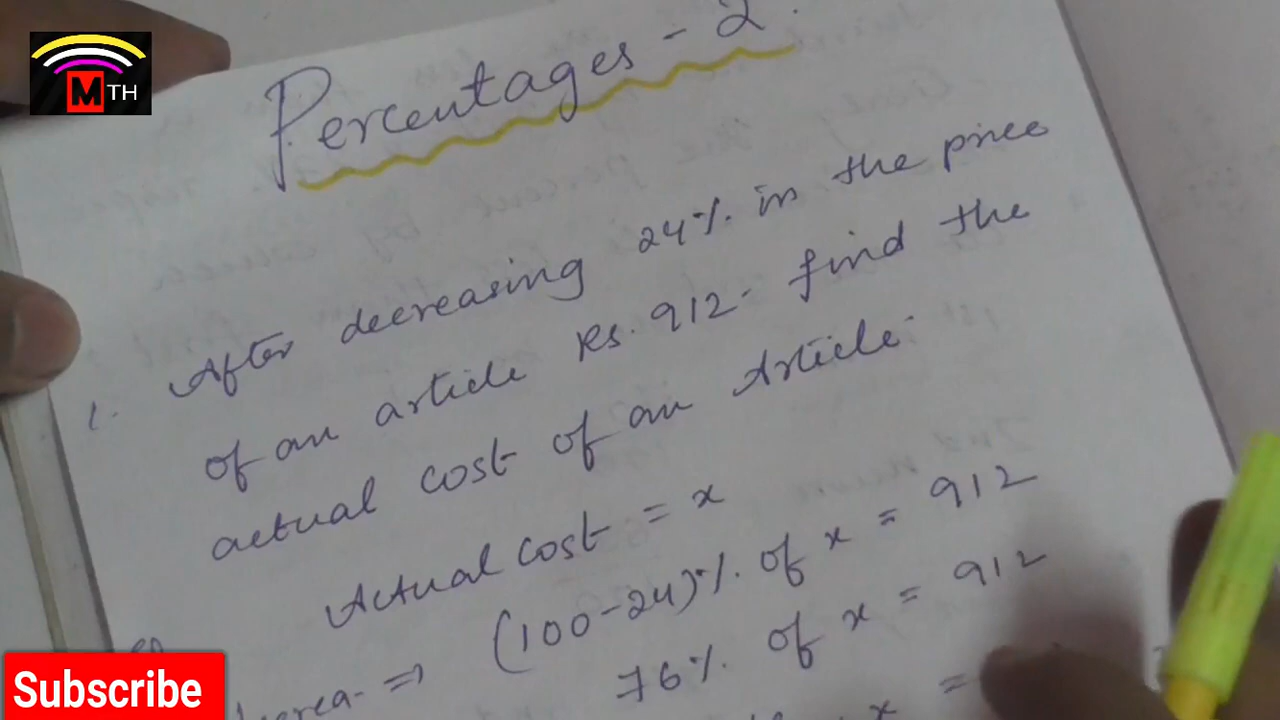 MTH
Percentages - 2.
1. After decreasing 24% in the price
of an article Rs. 912. find the
actual cost of an Article.
Actual cost = x
⇒ (100-24)% of x = 912
76% of x = 912
x =
Subscribe